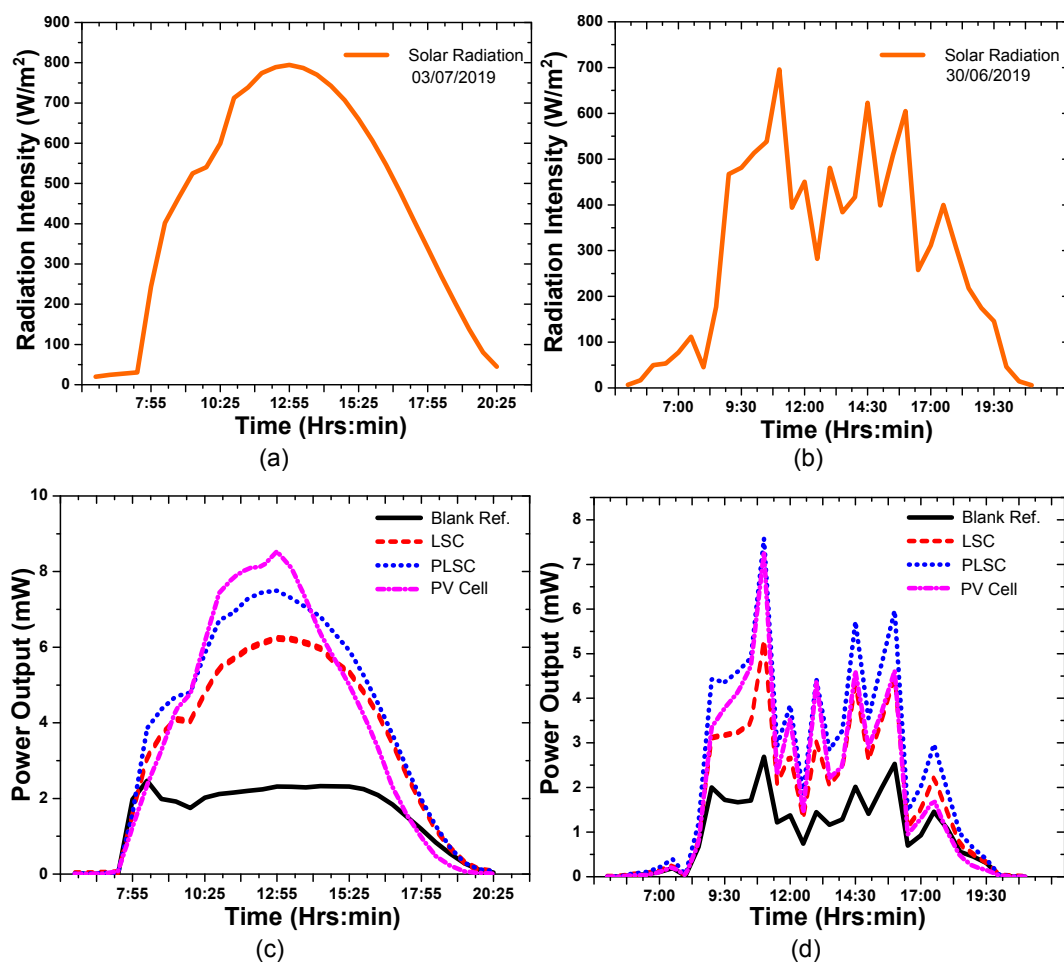 900
800
700
600
500
400
300
200
100
0
Radiation Intensity (W/m²)
Solar Radiation
03/07/2019
7:55 10:25 12:55 15:25 17:55 20:25
Time (Hrs:min)
(a)
800
700
600
500
400
300
200
100
0
Radiation Intensity (W/m²)
Solar Radiation
30/06/2019
7:00 9:30 12:00 14:30 17:00 19:30
Time (Hrs:min)
(b)
10
8
6
4
2
0
Power Output (mW)
Blank Ref.
LSC
PLSC
PV Cell
7:55 10:25 12:55 15:25 17:55 20:25
Time (Hrs:min)
(c)
8
7
6
5
4
3
2
1
0
Power Output (mW)
Blank Ref.
LSC
PLSC
PV Cell
7:00 9:30 12:00 14:30 17:00 19:30
Time (Hrs:min)
(d)